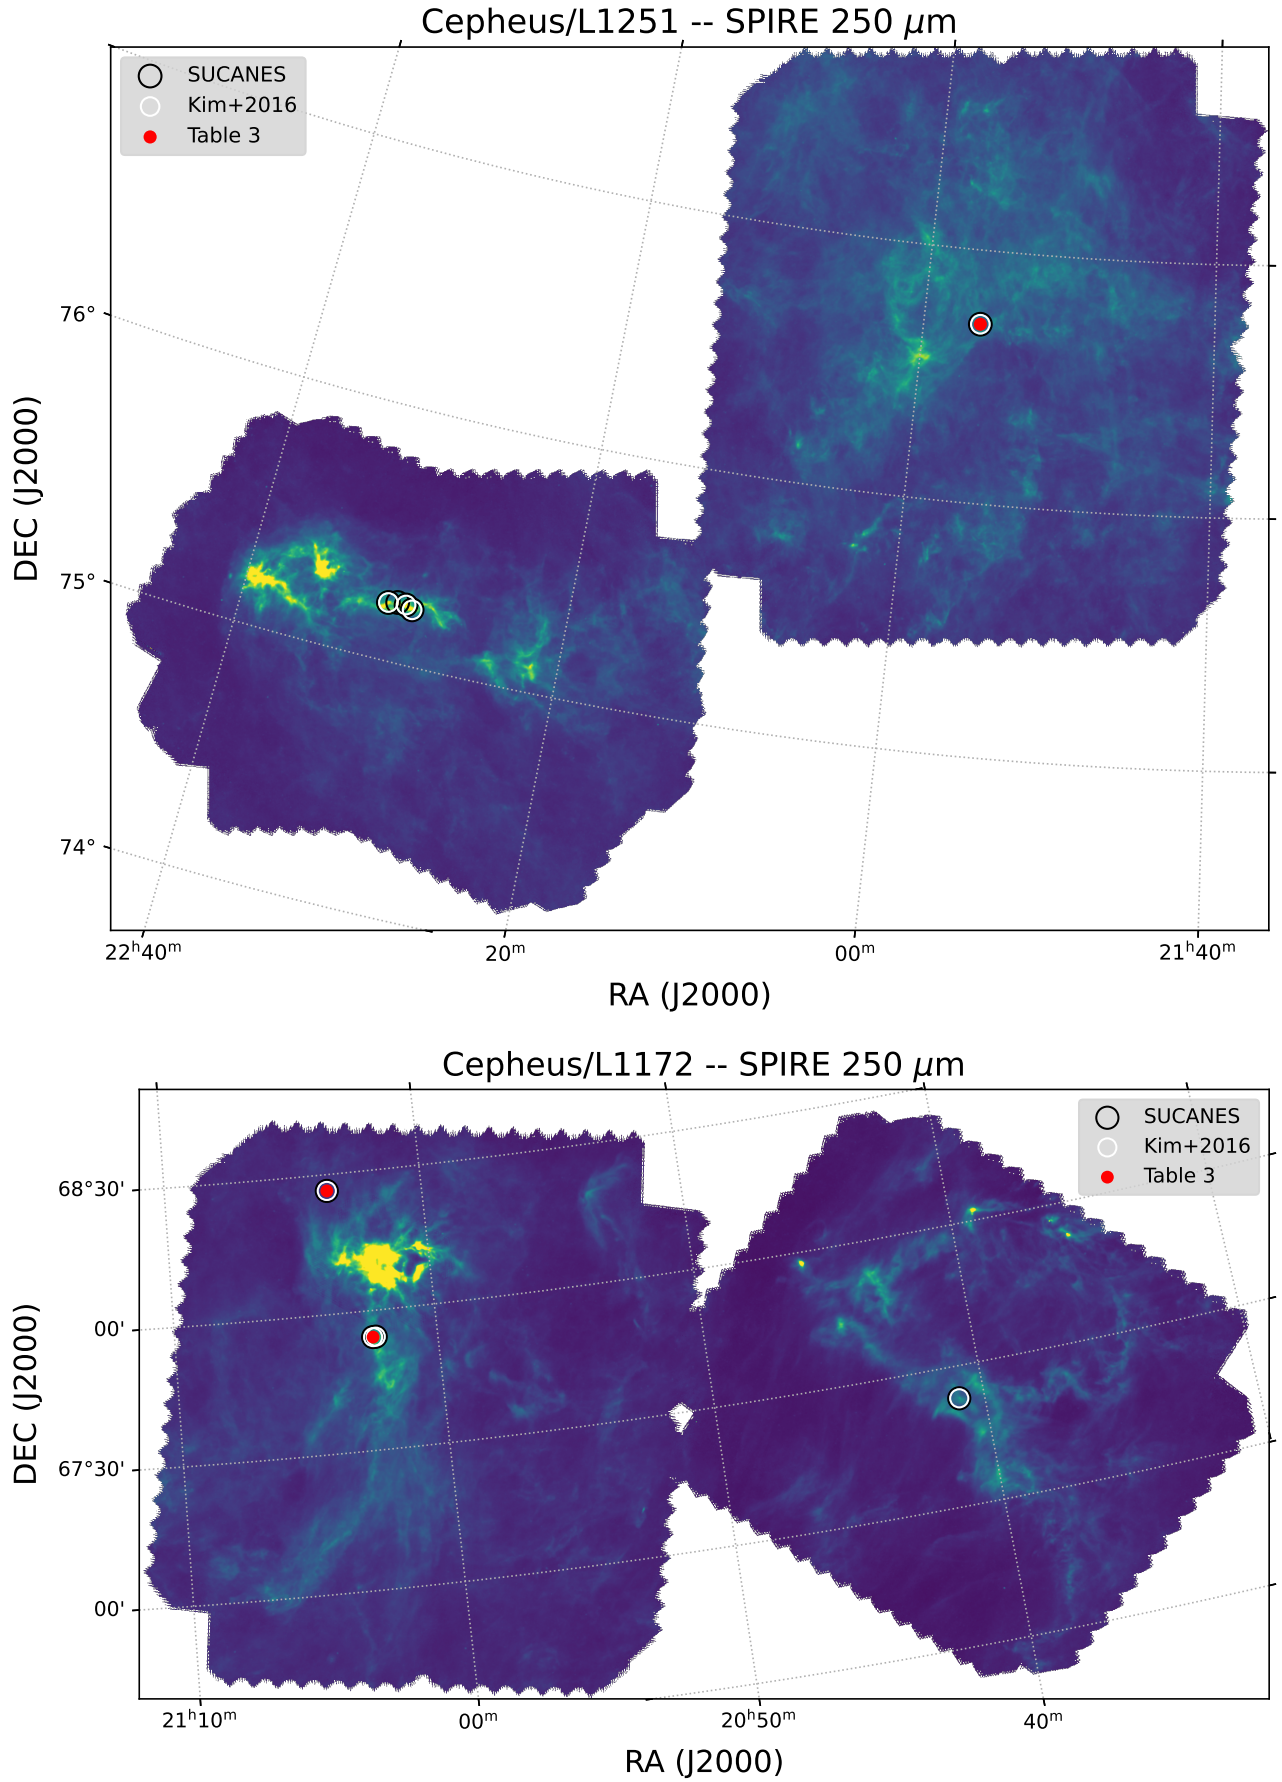 Cepheus/L1251 -- SPIRE 250 μm
SUCANES
Kim+2016
Table 3
76°
75°
74°
DEC (J2000)
22ʰ40ᵐ
20ᵐ
00ᵐ
21ʰ40ᵐ
RA (J2000)
Cepheus/L1172 -- SPIRE 250 μm
SUCANES
Kim+2016
Table 3
68°30'
00'
67°30'
00'
DEC (J2000)
21ʰ10ᵐ
00ᵐ
20ʰ50ᵐ
40ᵐ
RA (J2000)